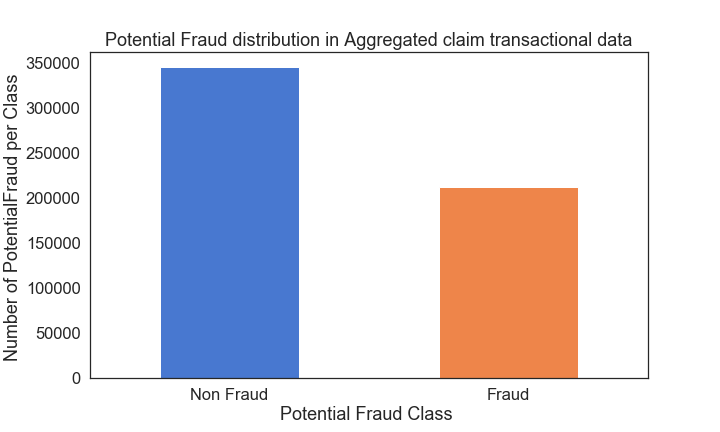 Potential Fraud distribution in Aggregated claim transactional data
Number of PotentialFraud per Class
350000
300000
250000
200000
150000
100000
50000
0
Non Fraud
Fraud
Potential Fraud Class